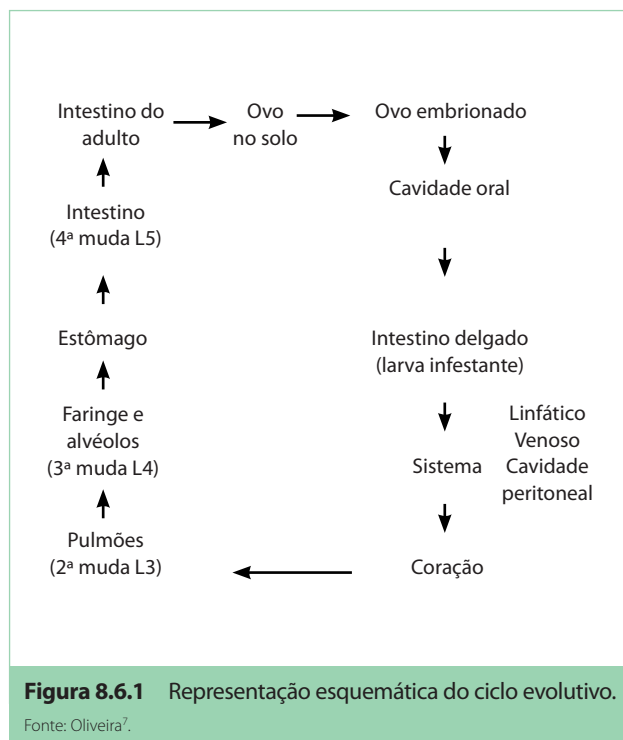 Intestino do
adulto
Ovo
no solo
Ovo embrionado
Cavidade oral
Intestino delgado
(larva infestante)
Sistema
Linfático
Venoso
Cavidade
peritoneal
Coração
Pulmões
(2ª muda L3)
Faringe e
alvéolos
(3ª muda L4)
Estômago
Intestino
(4ª muda L5)
Figura 8.6.1 Representação esquemática do ciclo evolutivo.
Fonte: Oliveira⁷.